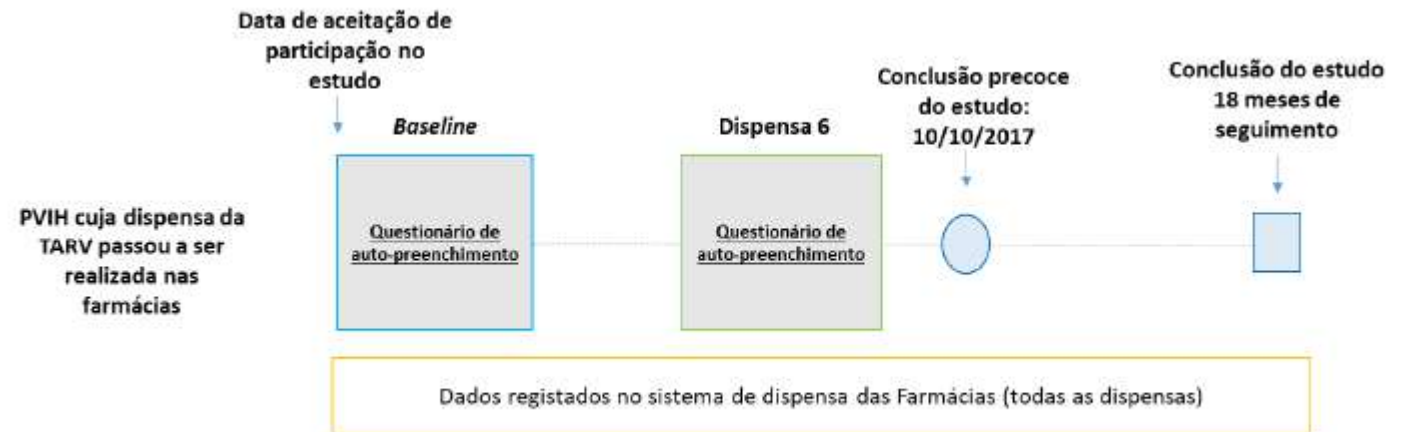 Data de aceitação de
participação no
estudo
Baseline
Dispensa 6
Conclusão precoce
do estudo:
10/10/2017
Conclusão do estudo
18 meses de
seguimento
PVIH cuja dispensa da
TARV passou a ser
realizada nas
farmácias
Questionário de
auto-preenchimento
Questionário de
auto-preenchimento
Dados registados no sistema de dispensa das Farmácias (todas as dispensas)